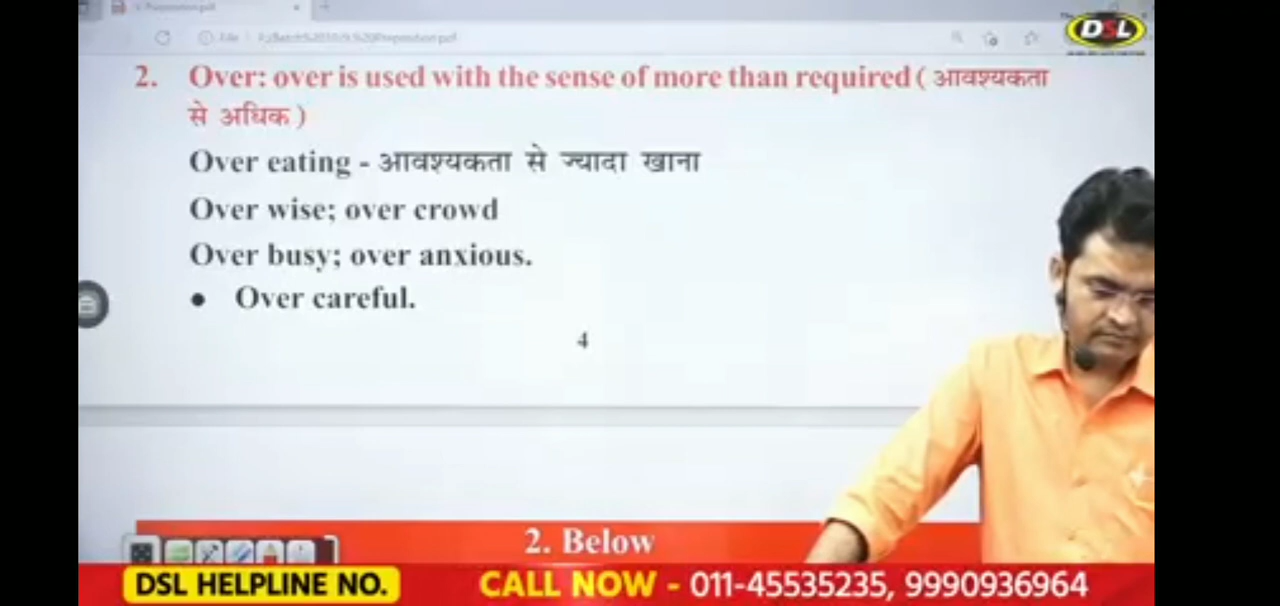 DSL
2. Over: over is used with the sense of more than required ( आवश्यकता
से अधिक )
Over eating - आवश्यकता से ज्यादा खाना
Over wise; over crowd
Over busy; over anxious.
● Over careful.
4
2. Below
DSL HELPLINE NO. CALL NOW - 011-45535235, 9990936964